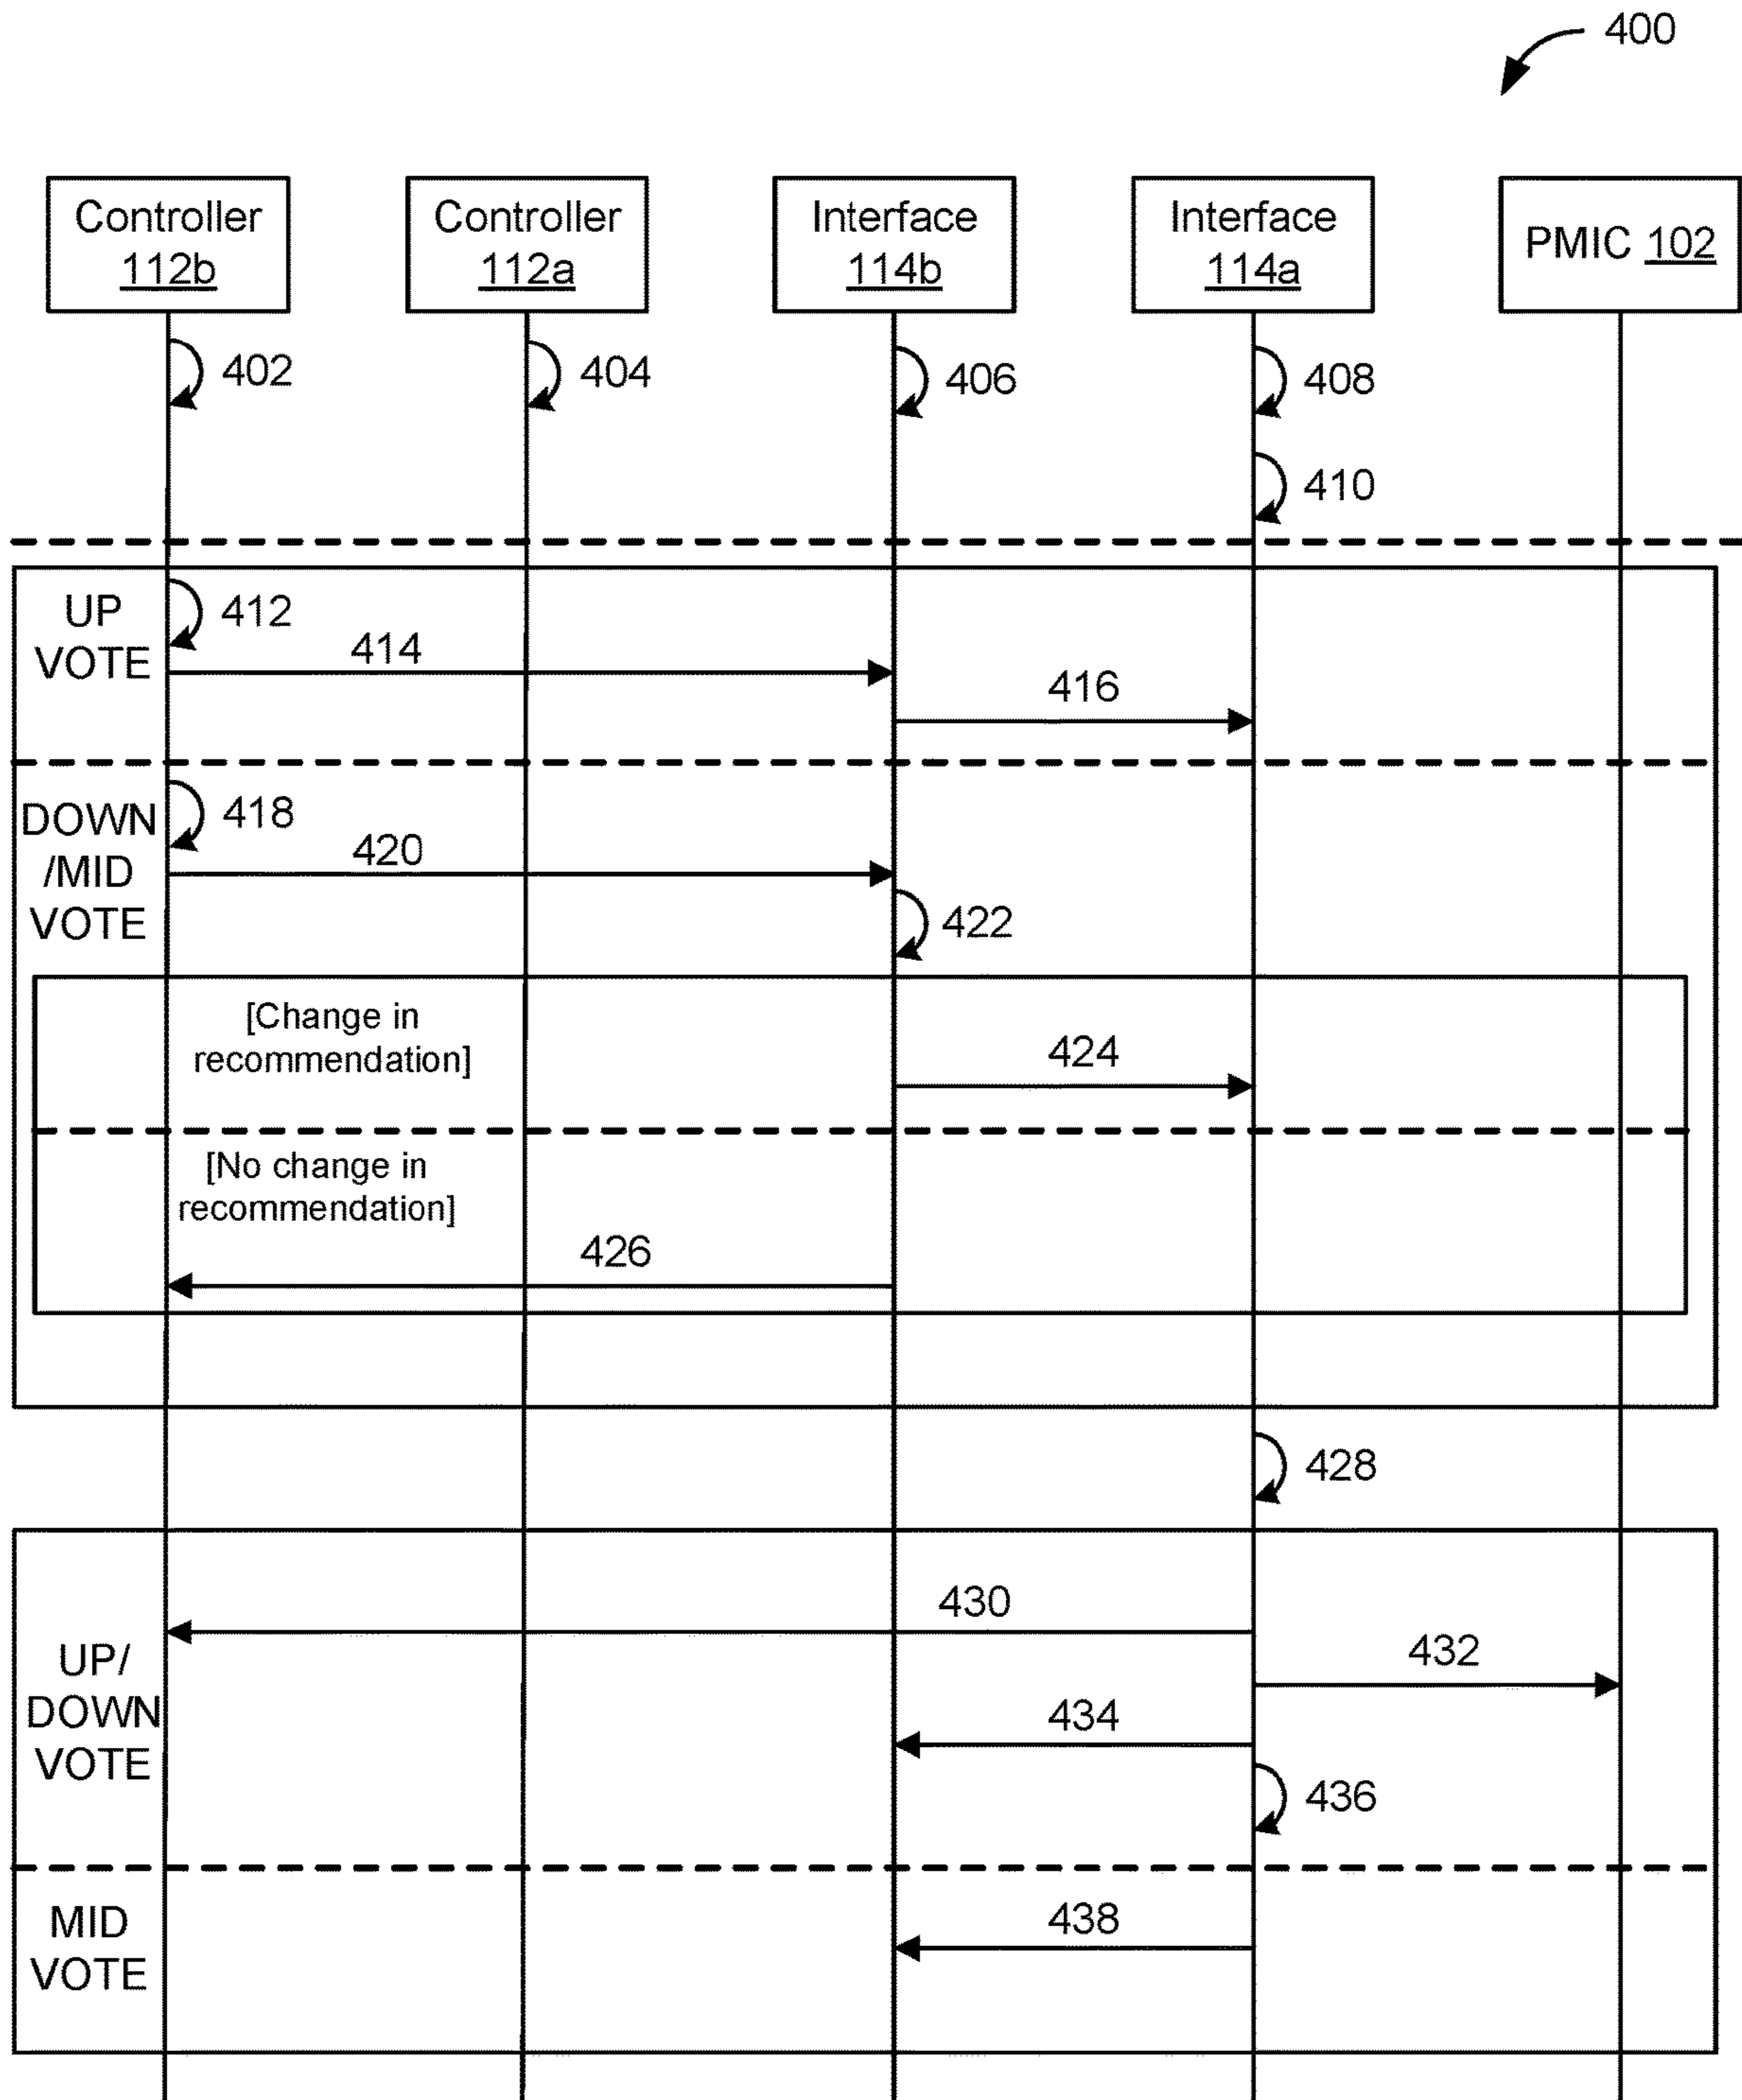 400
Controller
112b
Controller
112a
Interface
114b
Interface
114a
PMIC 102
402
404
406
408
410
UP
VOTE
412
414
416
DOWN
/MID
VOTE
418
420
422
[Change in
recommendation]
424
[No change in
recommendation]
426
428
UP/
DOWN
VOTE
430
432
434
436
MID
VOTE
438